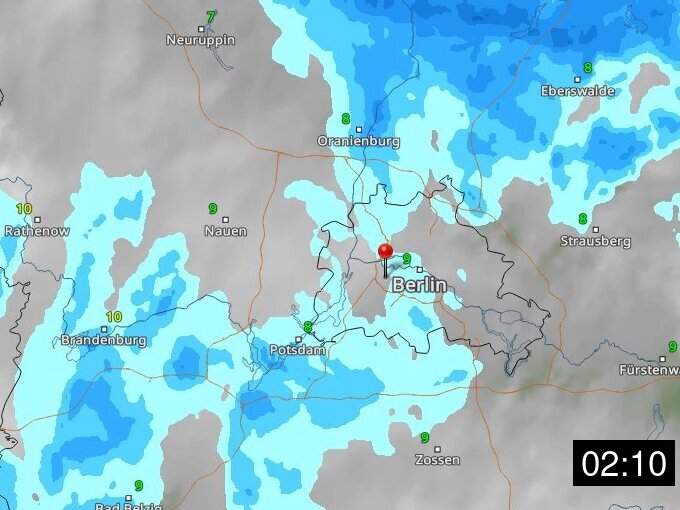 7
Neuruppin
8
Eberswalde
8
Oranienburg
10
Rathenow
9
Nauen
8
Strausberg
9
Berlin
10
Brandenburg
8
Potsdam
9
Fürstenwa
9
Zossen
9
Bad Belzig
02:10